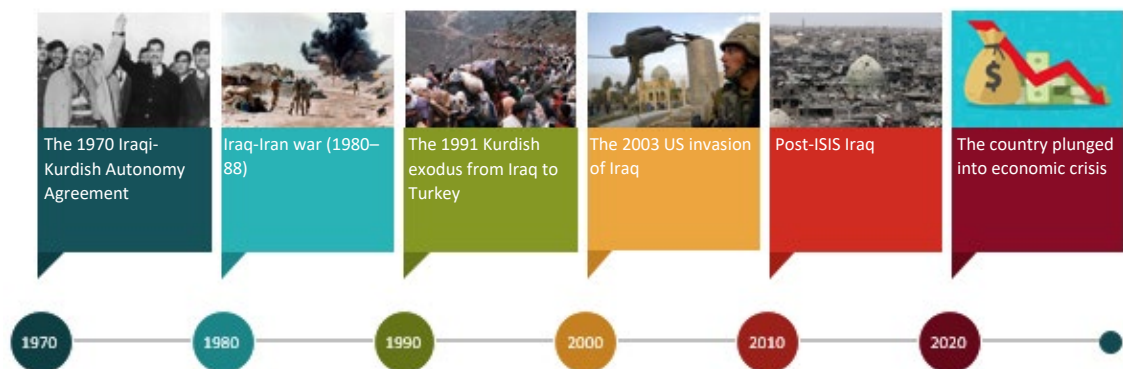 The 1970 Iraqi-
Kurdish Autonomy
Agreement
Iraq-Iran war (1980–
88)
The 1991 Kurdish
exodus from Iraq to
Turkey
The 2003 US invasion
of Iraq
Post-ISIS Iraq
The country plunged
into economic crisis
$
1970
1980
1990
2000
2010
2020